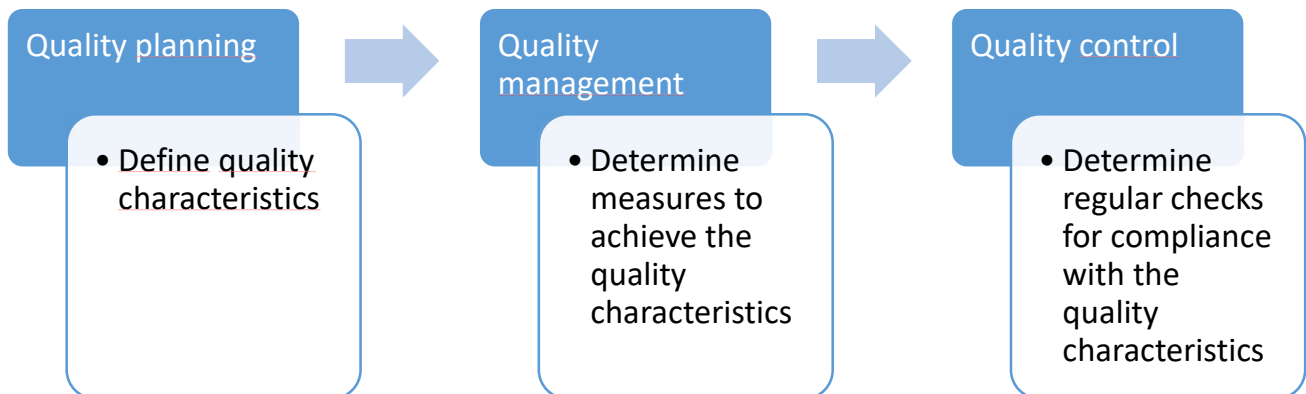 Quality planning
• Define quality
characteristics
Quality
management
• Determine
measures to
achieve the
quality
characteristics
Quality control
• Determine
regular checks
for compliance
with the
quality
characteristics